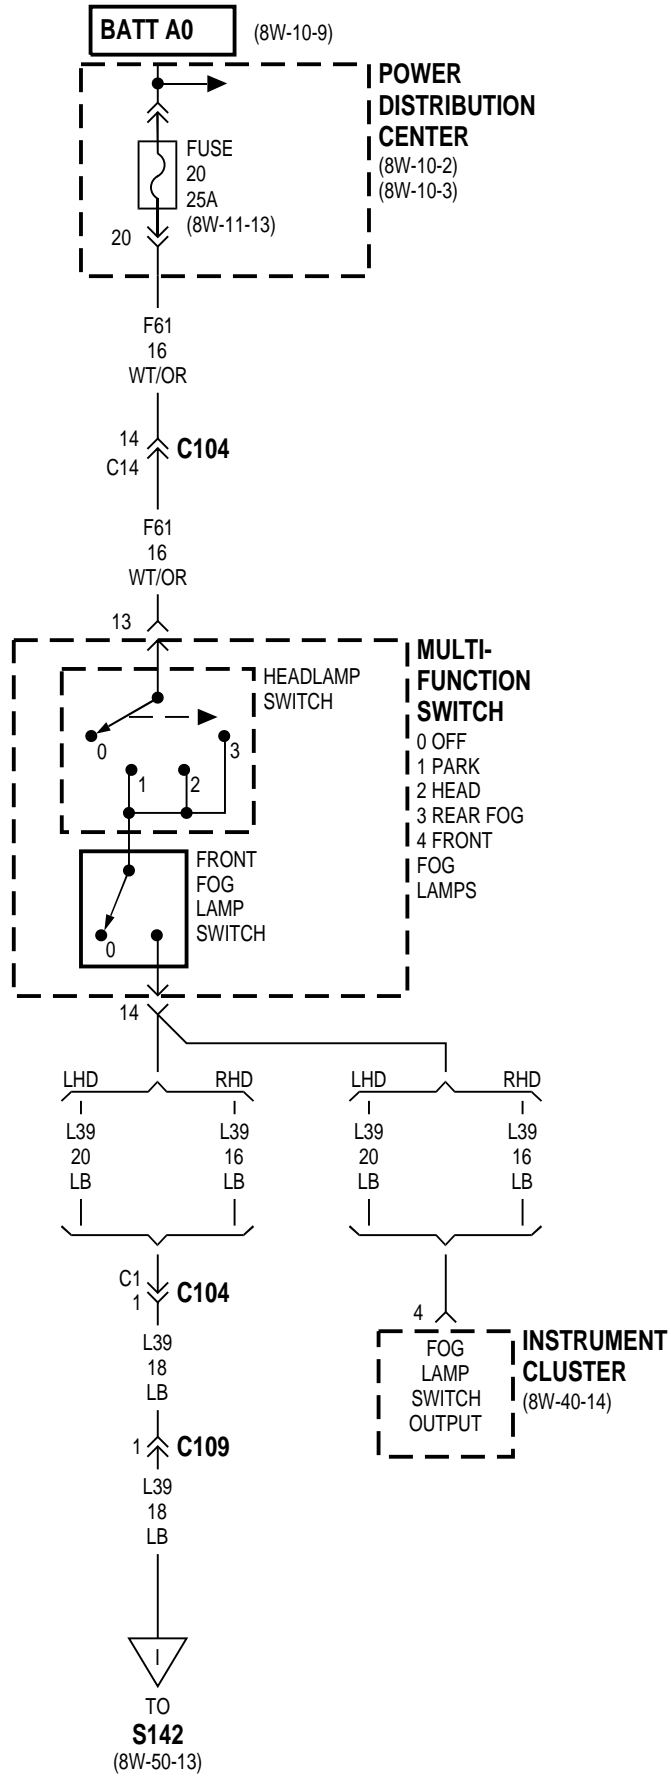 BATT A0
(8W-10-9)
POWER
DISTRIBUTION
CENTER
(8W-10-2)
(8W-10-3)
FUSE
20
25A
(8W-11-13)
20
F61
16
WT/OR
14
C14
C104
F61
16
WT/OR
13
MULTI-
FUNCTION
SWITCH
0 OFF
1 PARK
2 HEAD
3 REAR FOG
4 FRONT
FOG
LAMPS
HEADLAMP
SWITCH
0
3
1
2
FRONT
FOG
LAMP
SWITCH
0
14
LHD
RHD
LHD
RHD
L39
20
LB
L39
16
LB
L39
20
LB
L39
16
LB
C1
1
C104
4
INSTRUMENT
CLUSTER
(8W-40-14)
FOG
LAMP
SWITCH
OUTPUT
L39
18
LB
1
C109
L39
18
LB
I
TO
S142
(8W-50-13)